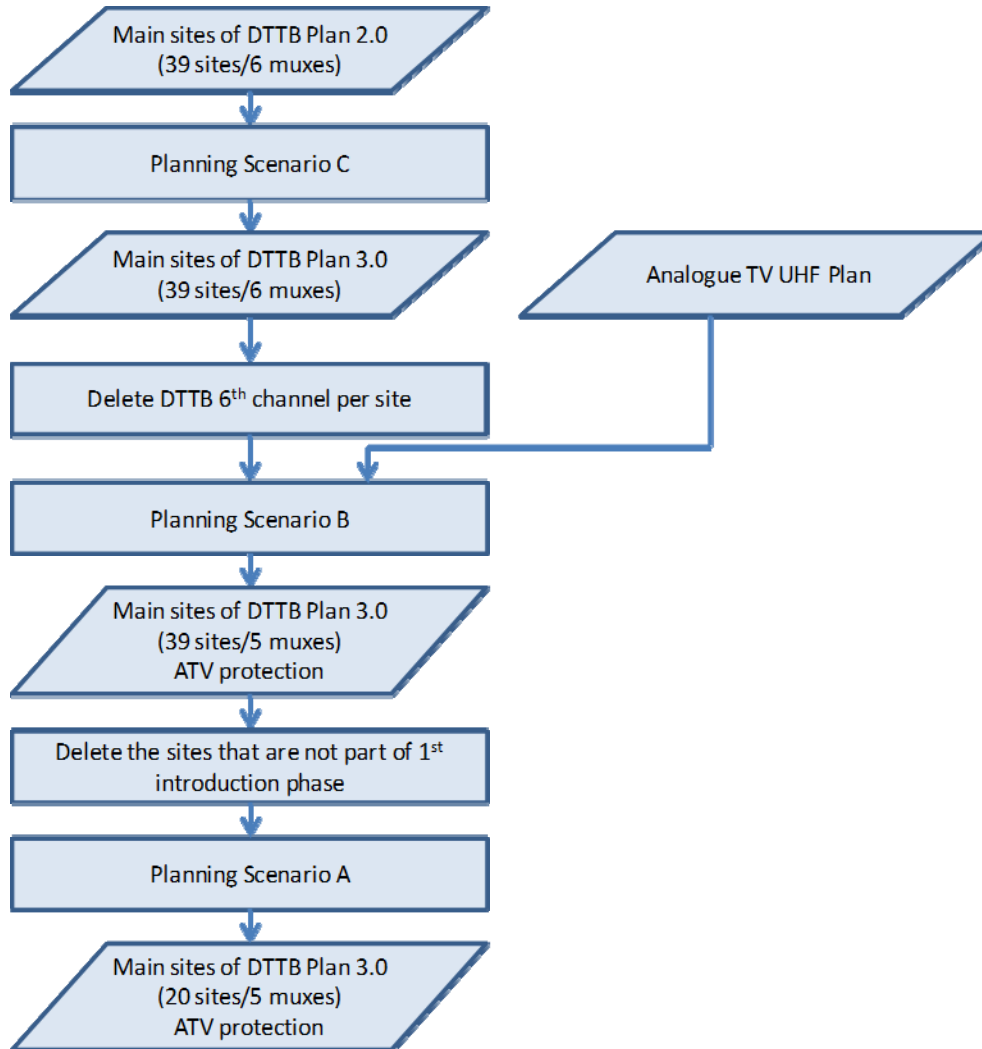 Main sites of DTTB Plan 2.0
(39 sites/6 muxes)
Planning Scenario C
Main sites of DTTB Plan 3.0
(39 sites/6 muxes)
Analogue TV UHF Plan
Delete DTTB 6th channel per site
Planning Scenario B
Main sites of DTTB Plan 3.0
(39 sites/5 muxes)
ATV protection
Delete the sites that are not part of 1st
introduction phase
Planning Scenario A
Main sites of DTTB Plan 3.0
(20 sites/5 muxes)
ATV protection